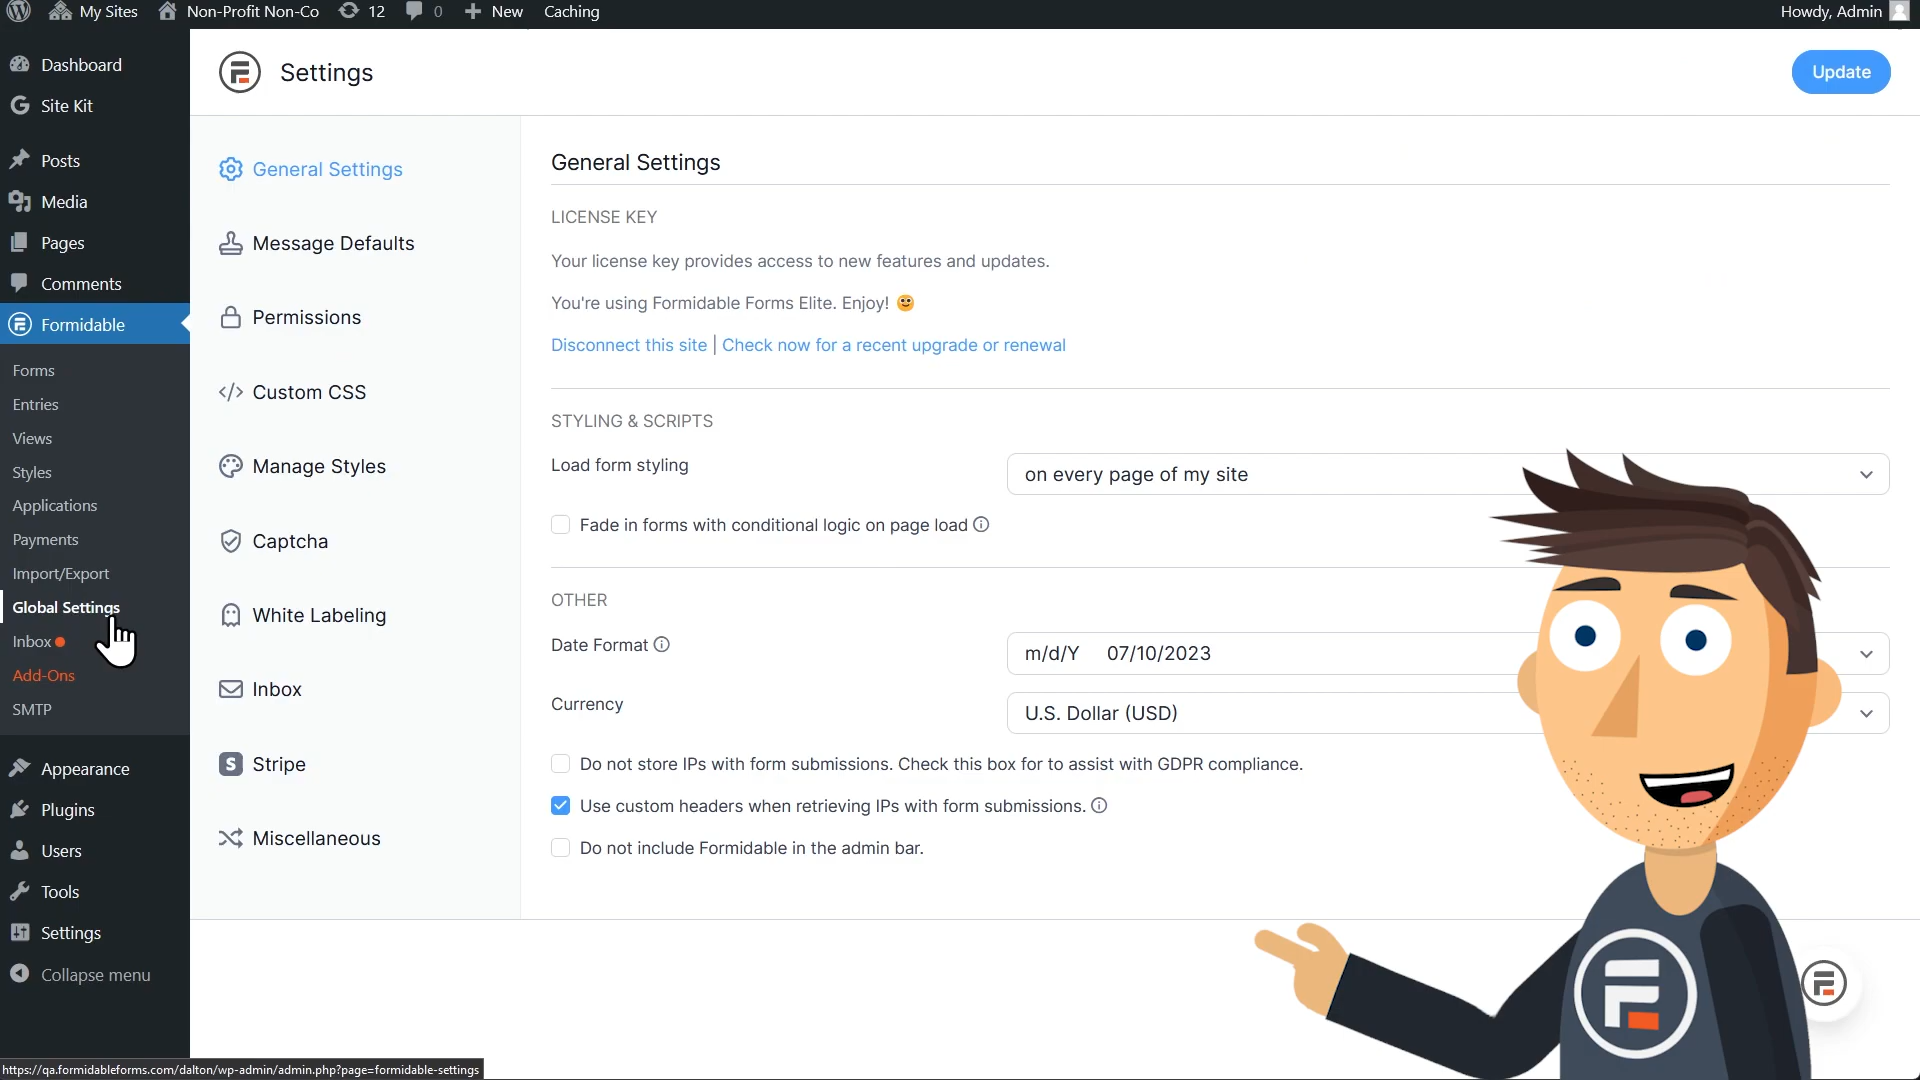 My Sites
Non-Profit Non-Co
12
0
New
Caching
Howdy, Admin
Dashboard
Site Kit
Posts
Media
Pages
Comments
Formidable
Forms
Entries
Views
Styles
Applications
Payments
Import/Export
Global Settings
Inbox
Add-Ons
SMTP
Appearance
Plugins
Users
Tools
Settings
Collapse menu
Settings
Update
General Settings
Message Defaults
Permissions
Custom CSS
Manage Styles
Captcha
White Labeling
Inbox
Stripe
Miscellaneous
General Settings
LICENSE KEY
Your license key provides access to new features and updates.
You're using Formidable Forms Elite. Enjoy! 🙂
Disconnect this site | Check now for a recent upgrade or renewal
STYLING & SCRIPTS
Load form styling
on every page of my site
Fade in forms with conditional logic on page load
OTHER
Date Format
m/d/Y 07/10/2023
Currency
U.S. Dollar (USD)
Do not store IPs with form submissions. Check this box for to assist with GDPR compliance.
Use custom headers when retrieving IPs with form submissions.
Do not include Formidable in the admin bar.
https://qa.formidableforms.com/dalton/wp-admin/admin.php?page=formidable-settings